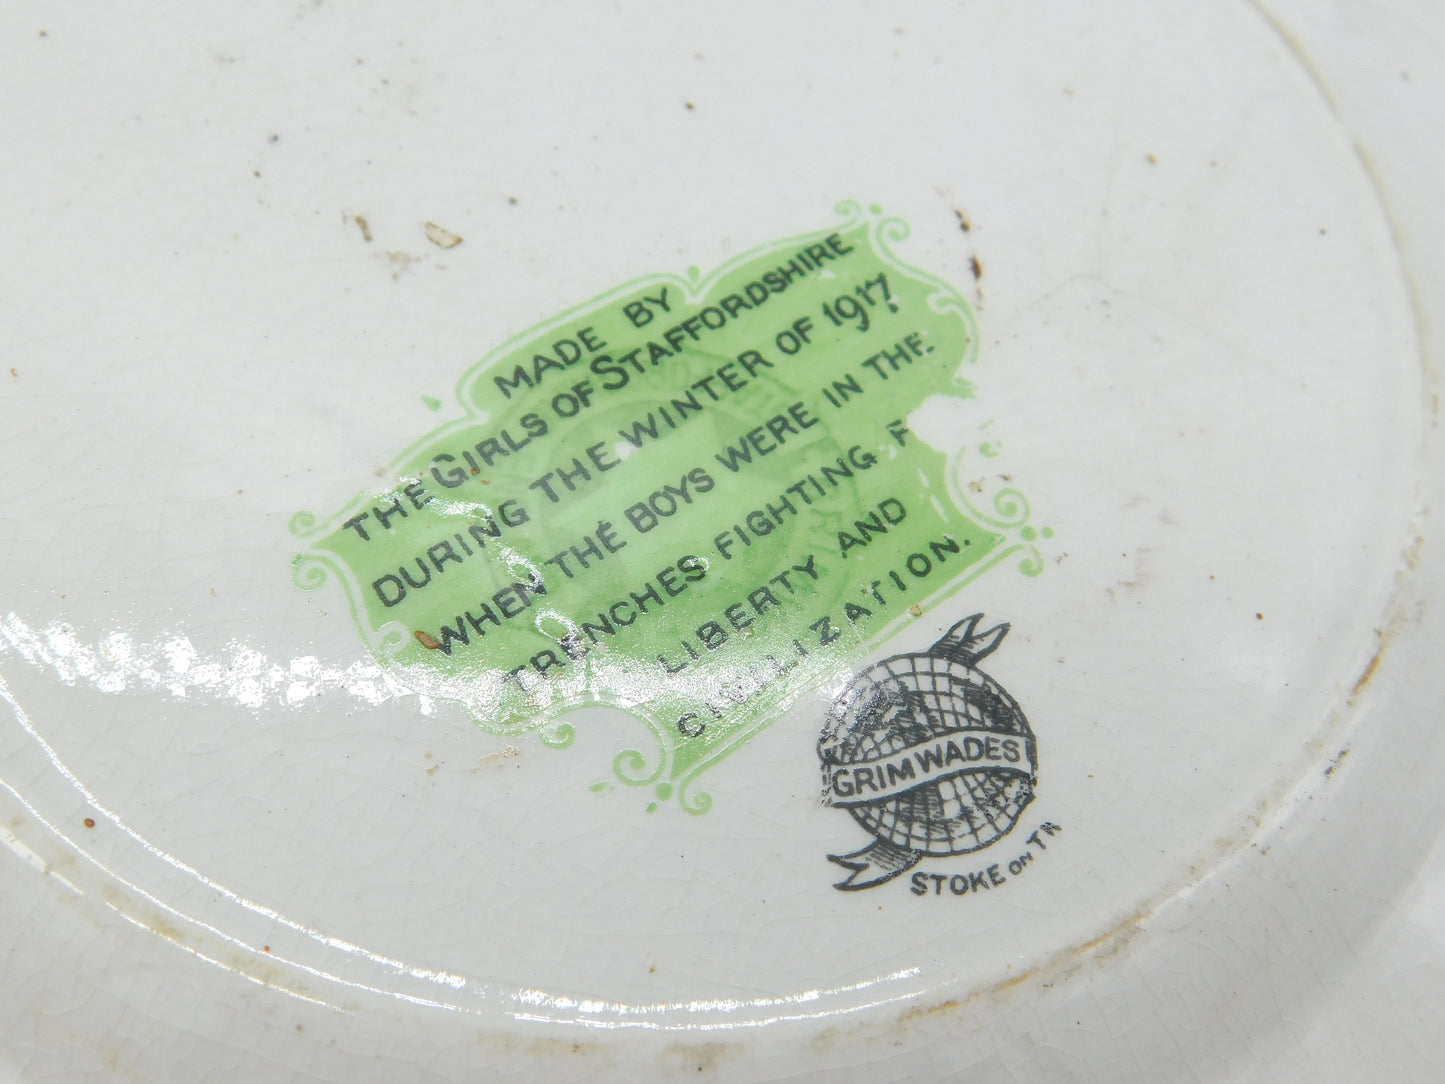 MADE BY
THE GIRLS OF STAFFORDSHIRE
DURING THE WINTER OF 1917
WHEN THE BOYS WERE IN THE
TRENCHES FIGHTING F
LIBERTY AND
CIVILIZATION.
GRIMWADES
STOKE ON TR